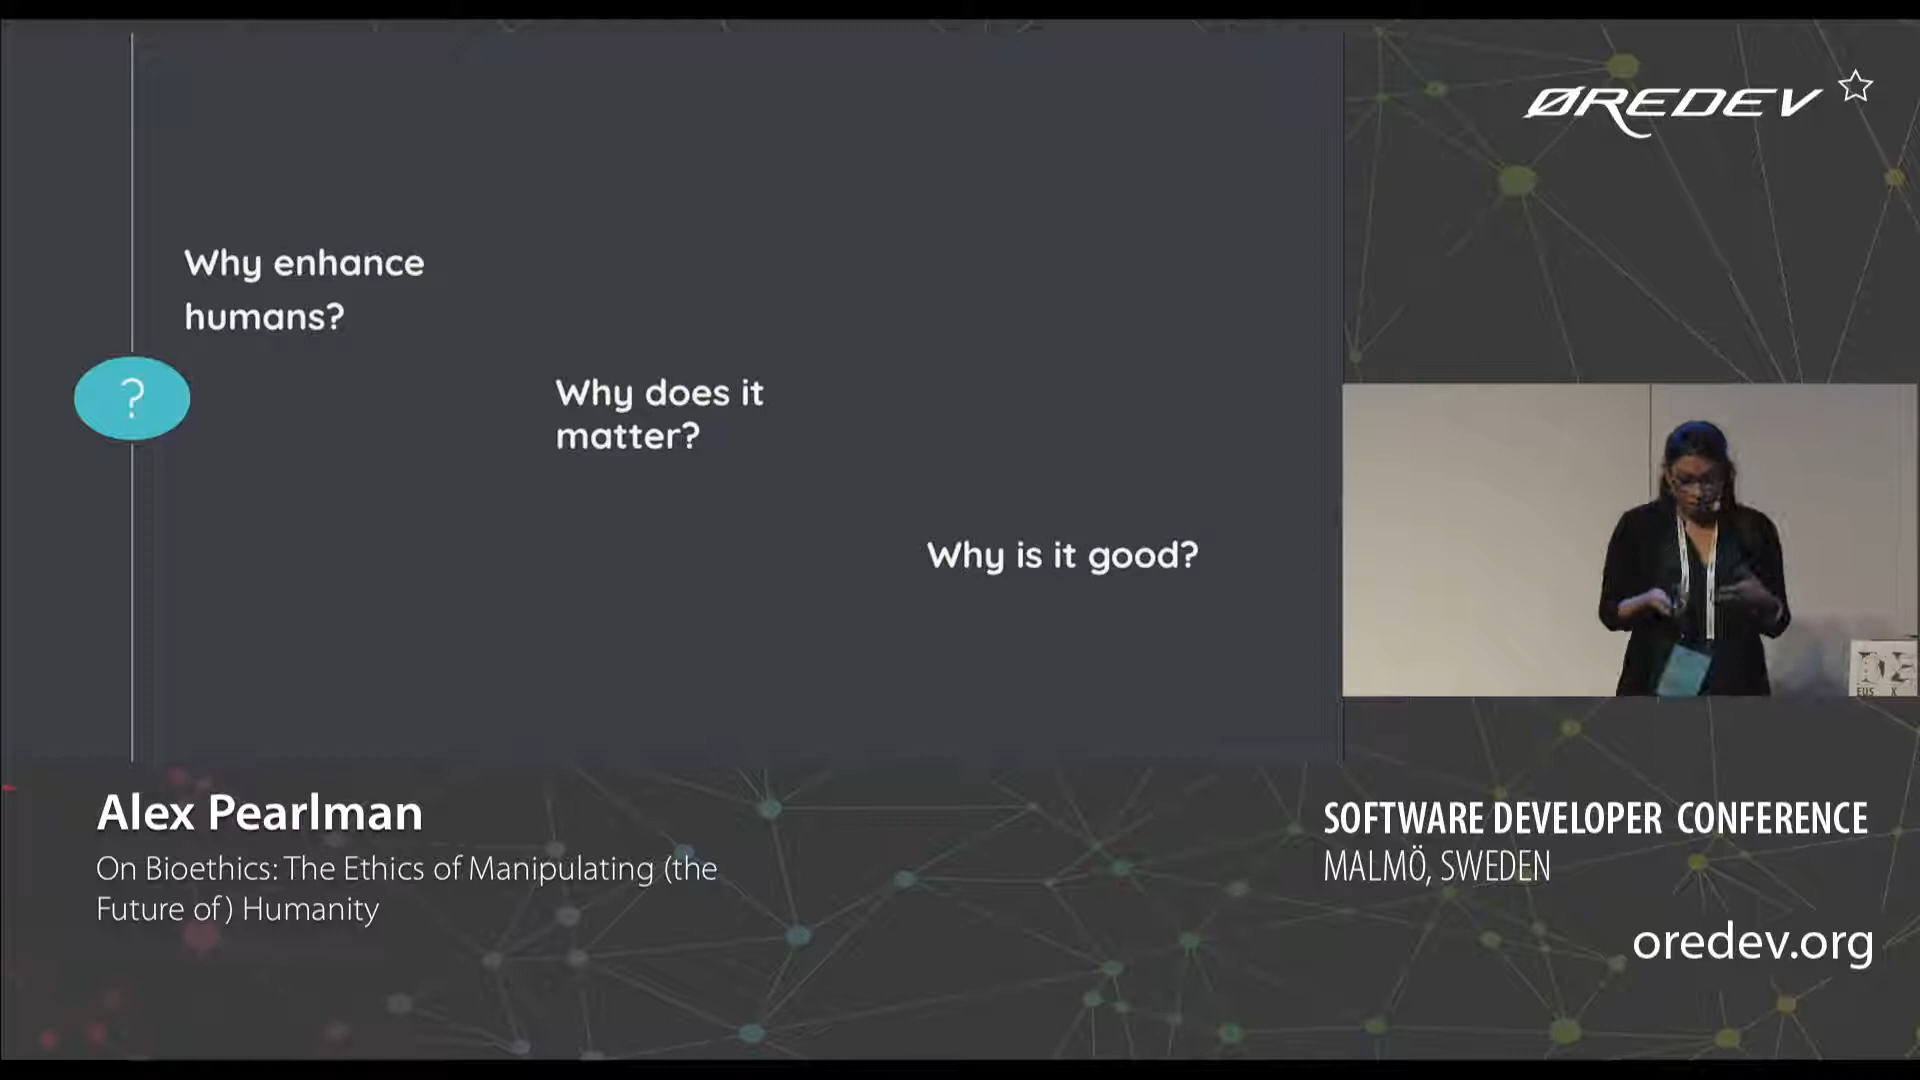 ØREDEV
Why enhance
humans?
?
Why does it
matter?
Why is it good?
Alex Pearlman
On Bioethics: The Ethics of Manipulating (the
Future of) Humanity
SOFTWARE DEVELOPER CONFERENCE
MALMÖ, SWEDEN
oredev.org